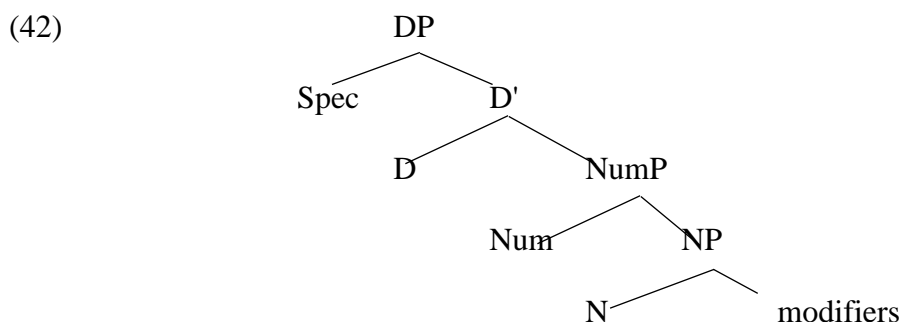 (42) DP
Spec D'
D NumP
Num NP
N modifiers